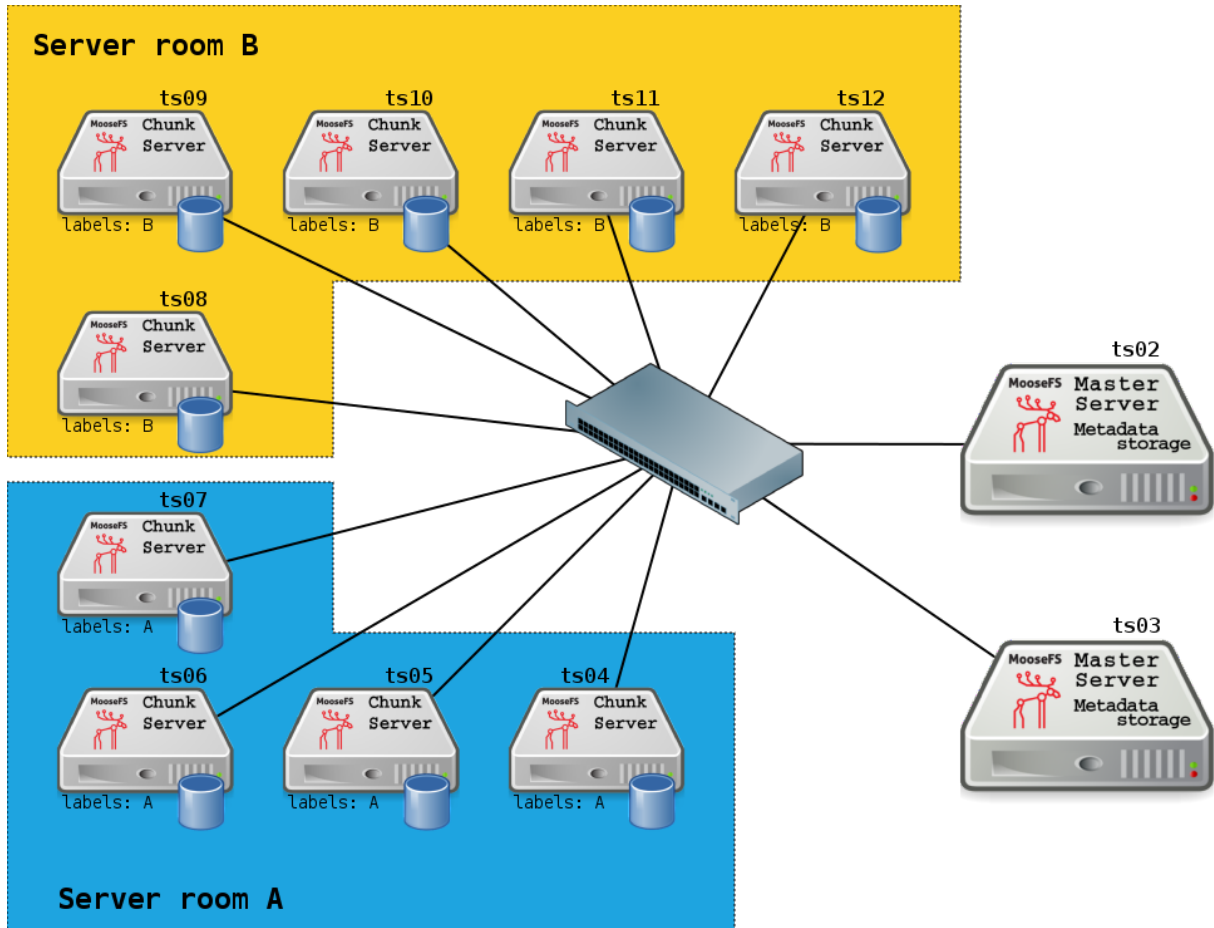 Server room B
ts09
MooseFS Chunk
Server
labels: B
ts10
MooseFS Chunk
Server
labels: B
ts11
MooseFS Chunk
Server
labels: B
ts12
MooseFS Chunk
Server
labels: B
ts08
MooseFS Chunk
Server
labels: B
ts02
MooseFS Master
Server
Metadata
storage
ts07
MooseFS Chunk
Server
labels: A
ts03
MooseFS Master
Server
Metadata
storage
ts06
MooseFS Chunk
Server
labels: A
ts05
MooseFS Chunk
Server
labels: A
ts04
MooseFS Chunk
Server
labels: A
Server room A